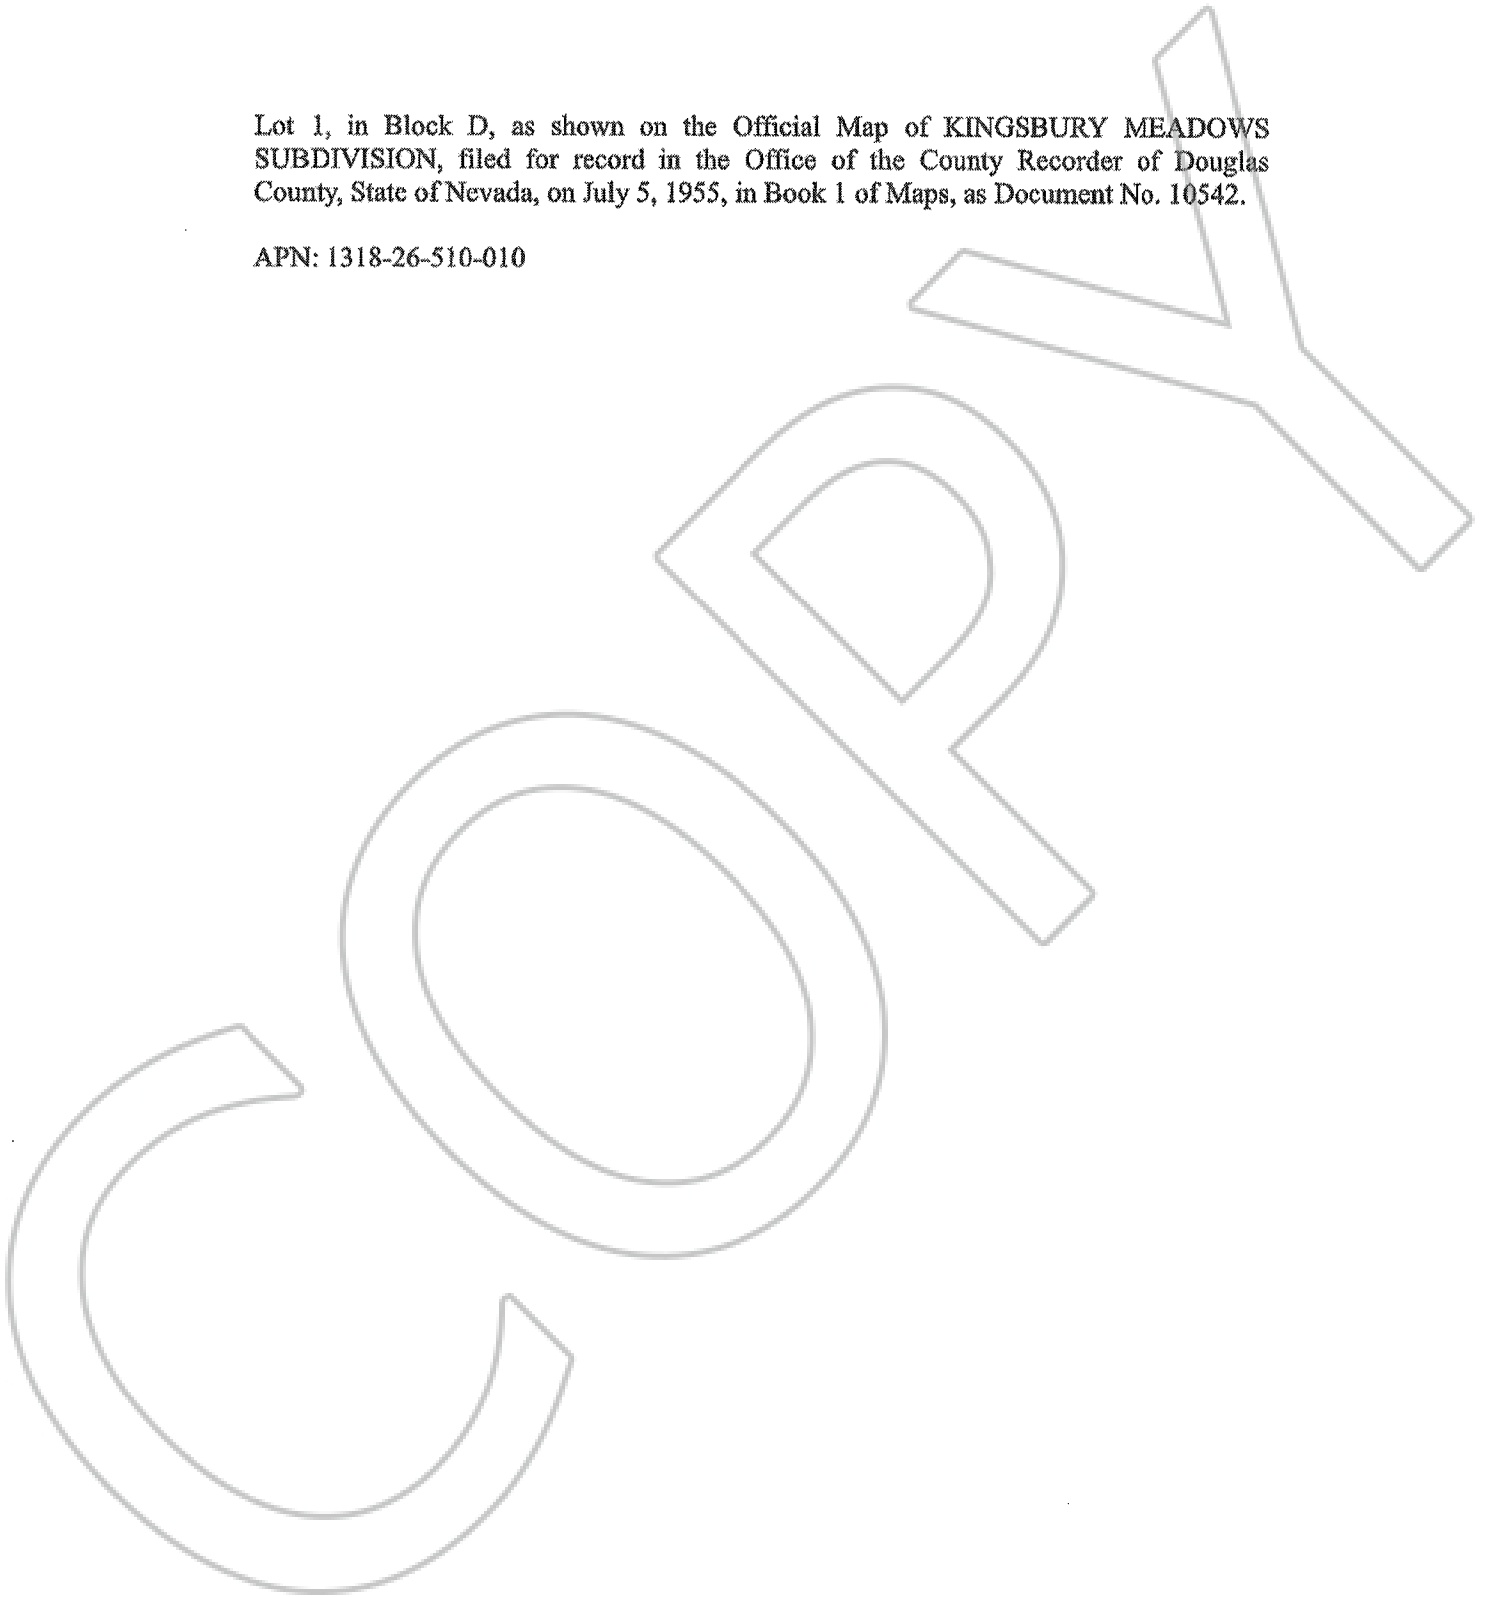 Lot 1, in Block D, as shown on the Official Map of KINGSBURY MEADOWS
SUBDIVISION, filed for record in the Office of the County Recorder of Douglas
County, State of Nevada, on July 5, 1955, in Book 1 of Maps, as Document No. 10542.
APN: 1318-26-510-010
COPY